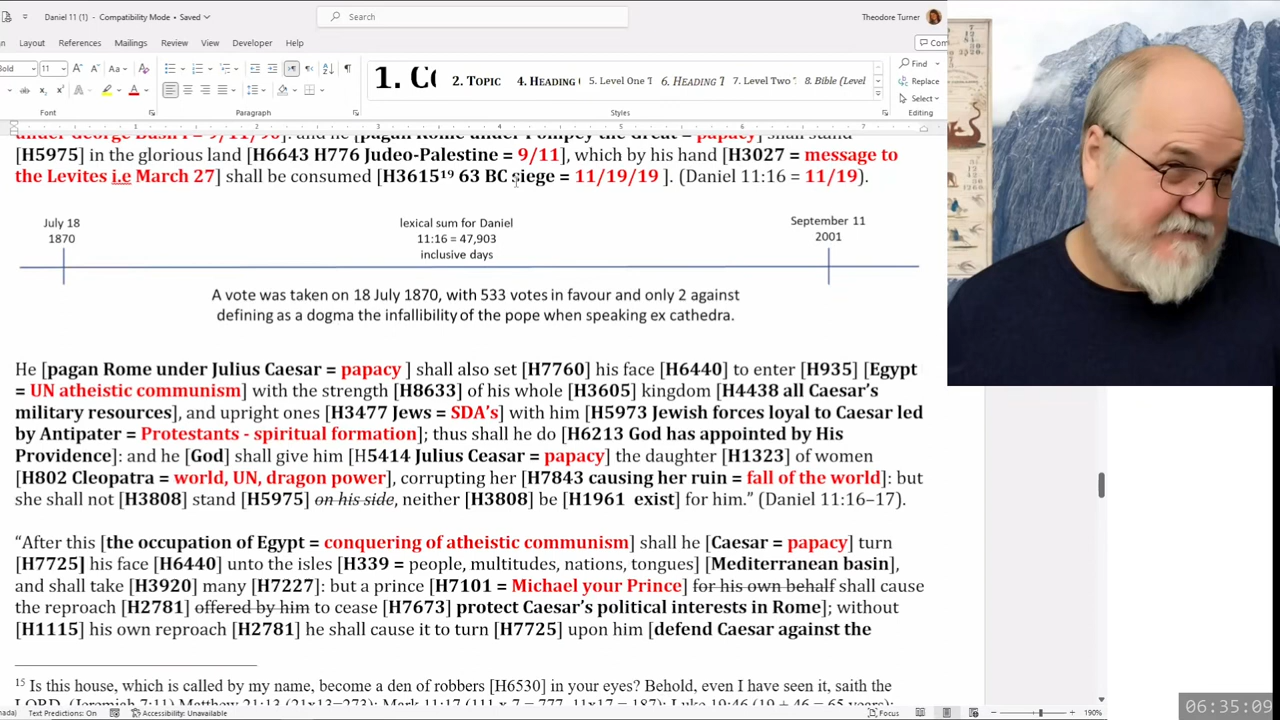 Daniel 11 (1) - Compatibility Mode • Saved
Search
Theodore Turner
Layout References Mailings Review View Developer Help
Bold 11
Aa
1. 2. TOPIC 4. HEADING 5. Level One 6. HEADING 7. Level Two 8. Bible (Level
Find
Replace
Select
Font Paragraph Styles Editing
[H5975] in the glorious land [H6643 H776 Judeo-Palestine = 9/11], which by his hand [H3027 = message to
the Levites i.e March 27] shall be consumed [H3615¹⁹ 63 BC siege = 11/19/19 ]. (Daniel 11:16 = 11/19).
July 18
1870
lexical sum for Daniel
11:16 = 47,903
inclusive days
September 11
2001
A vote was taken on 18 July 1870, with 533 votes in favour and only 2 against
defining as a dogma the infallibility of the pope when speaking ex cathedra.
He [pagan Rome under Julius Caesar = papacy ] shall also set [H7760] his face [H6440] to enter [H935] [Egypt
= UN atheistic communism] with the strength [H8633] of his whole [H3605] kingdom [H4438 all Caesar's
military resources], and upright ones [H3477 Jews = SDA's] with him [H5973 Jewish forces loyal to Caesar led
by Antipater = Protestants - spiritual formation]; thus shall he do [H6213 God has appointed by His
Providence]: and he [God] shall give him [H5414 Julius Ceasar = papacy] the daughter [H1323] of women
[H802 Cleopatra = world, UN, dragon power], corrupting her [H7843 causing her ruin = fall of the world]: but
she shall not [H3808] stand [H5975] on his side, neither [H3808] be [H1961 exist] for him." (Daniel 11:16–17).
"After this [the occupation of Egypt = conquering of atheistic communism] shall he [Caesar = papacy] turn
[H7725] his face [H6440] unto the isles [H339 = people, multitudes, nations, tongues] [Mediterranean basin],
and shall take [H3920] many [H7227]: but a prince [H7101 = Michael your Prince] for his own behalf shall cause
the reproach [H2781] offered by him to cease [H7673] protect Caesar's political interests in Rome]; without
[H1115] his own reproach [H2781] he shall cause it to turn [H7725] upon him [defend Caesar against the
15 Is this house, which is called by my name, become a den of robbers [H6530] in your eyes? Behold, even I have seen it, saith the
Text Predictions: On Accessibility: Unavailable Focus 190%
06:35:09